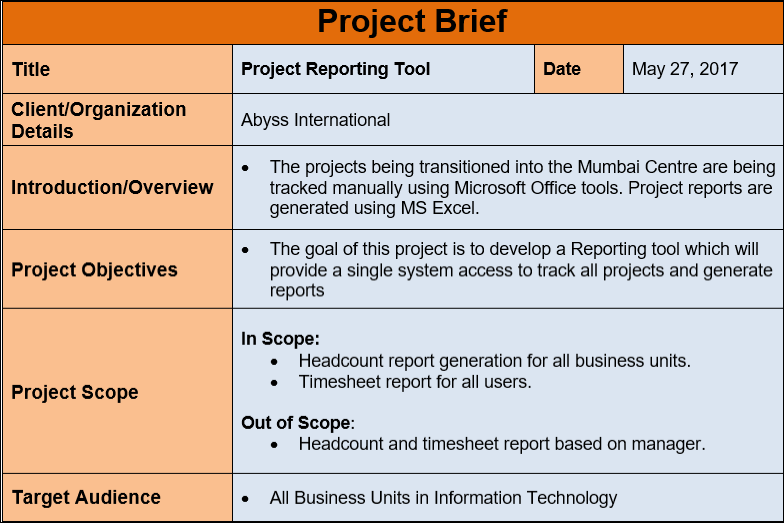 Project Brief
Title
Project Reporting Tool
Date
May 27, 2017
Client/Organization
Details
Abyss International
Introduction/Overview
• The projects being transitioned into the Mumbai Centre are being
tracked manually using Microsoft Office tools. Project reports are
generated using MS Excel.
Project Objectives
• The goal of this project is to develop a Reporting tool which will
provide a single system access to track all projects and generate
reports
Project Scope
In Scope:
• Headcount report generation for all business units.
• Timesheet report for all users.
Out of Scope:
• Headcount and timesheet report based on manager.
Target Audience
• All Business Units in Information Technology